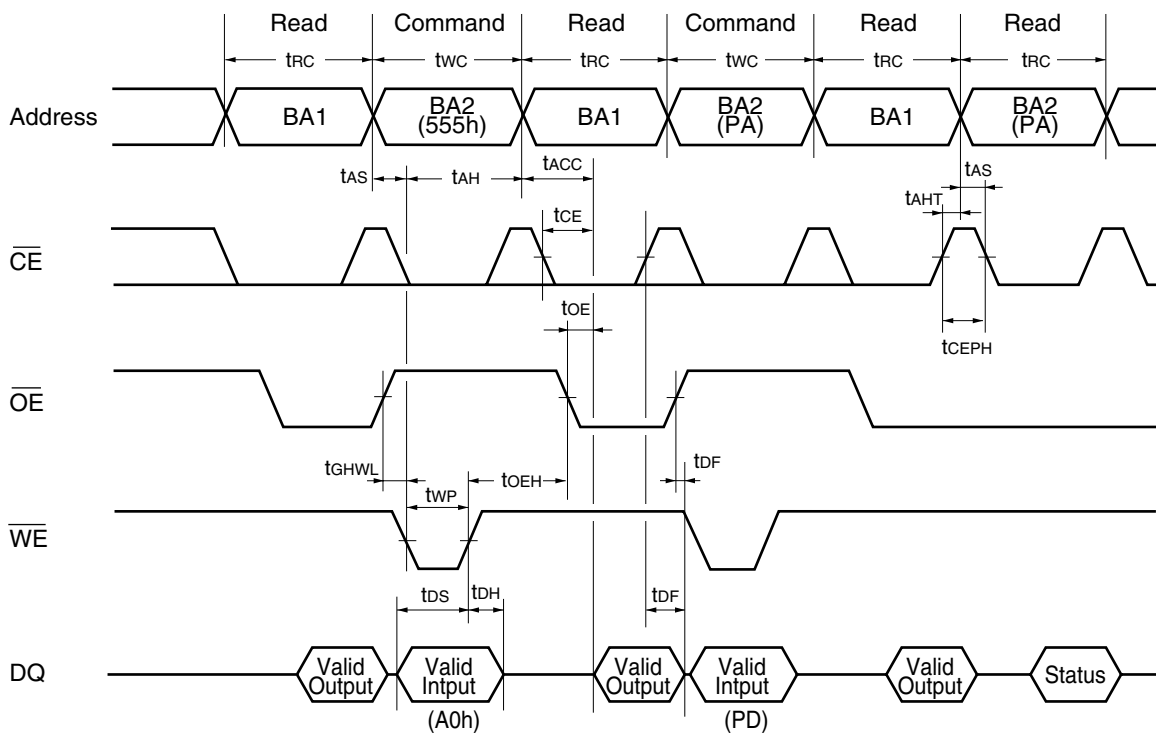 Read Command Read Command Read Read
tRC tWC tRC tWC tRC tRC
Address BA1 BA2 BA1 BA2 BA1 BA2
(555h) (PA) (PA)
tAS tAH tACC tAS
tAHT
tCE
CE
tOE
tCEPH
OE
tGHWL tOEH tDF
tWP
WE
tDS tDH tDF
DQ Valid Valid Valid Valid Valid Status
Output Intput Output Intput Output
(A0h) (PD)